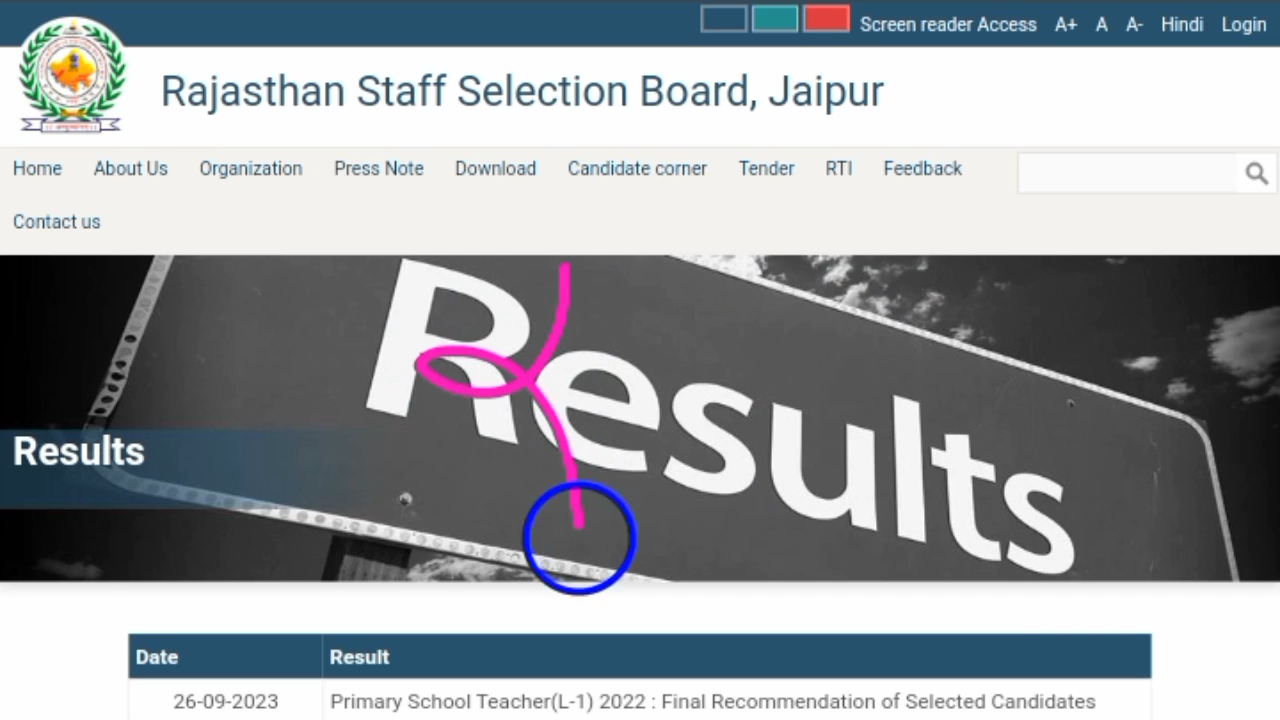 Screen reader Access A+ A A- Hindi Login
Rajasthan Staff Selection Board, Jaipur
Home About Us Organization Press Note Download Candidate corner Tender RTI Feedback
Contact us
Results
Results
Date Result
26-09-2023 Primary School Teacher(L-1) 2022 : Final Recommendation of Selected Candidates